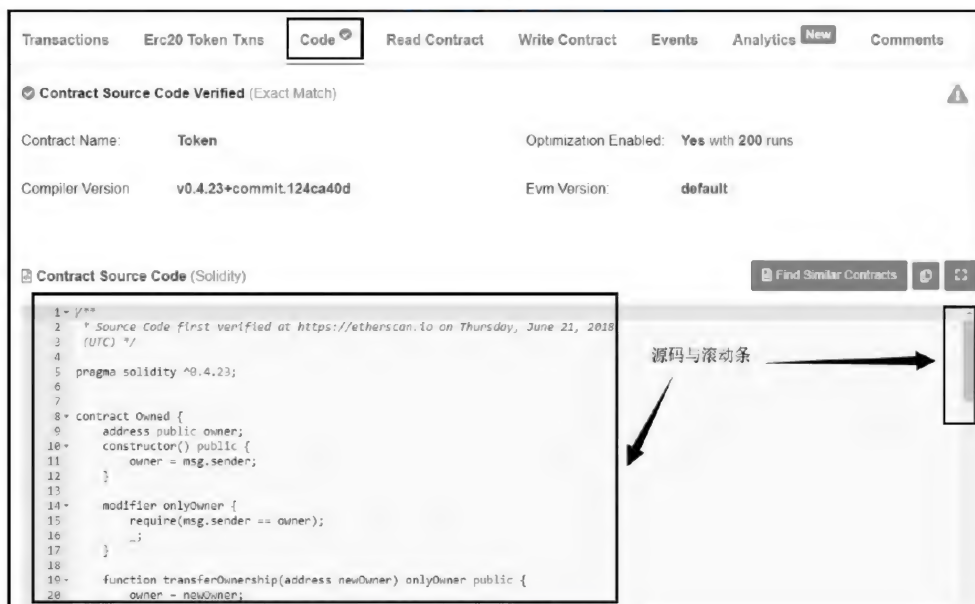 Transactions Erc20 Token Txns Code Read Contract Write Contract Events Analytics New Comments
Contract Source Code Verified (Exact Match)
Contract Name: Token Optimization Enabled: Yes with 200 runs
Compiler Version v0.4.23+commit.124ca40d Evm Version: default
Contract Source Code (Solidity) Find Similar Contracts
1 /**
2 * Source Code first verified at https://etherscan.io on Thursday, June 21, 2018
3 (UTC) */
4
5 pragma solidity ^0.4.23;
6
7
8 contract Owned {
9 address public owner;
10 constructor() public {
11 owner = msg.sender;
12 }
13
14 modifier onlyOwner {
15 require(msg.sender == owner);
16 _;
17 }
18
19 function transferOwnership(address newOwner) onlyOwner public {
20 owner = newOwner;
源码与滚动条